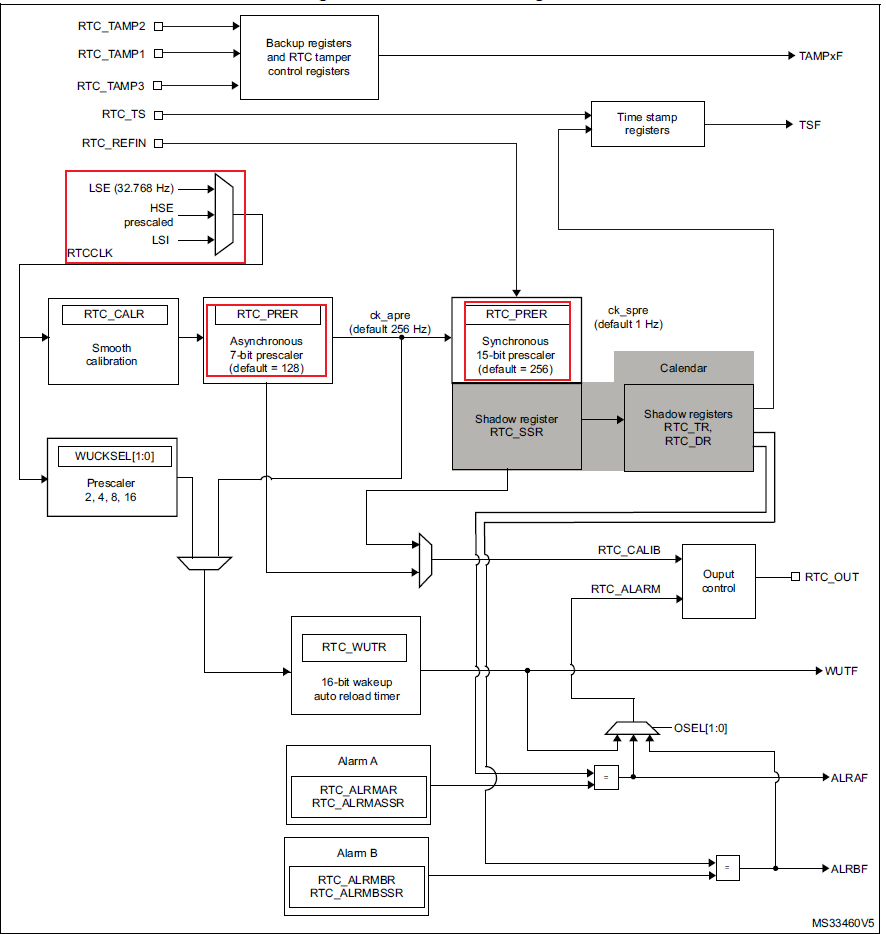 RTC_TAMP2
RTC_TAMP1
RTC_TAMP3
RTC_TS
RTC_REFIN
Backup registers
and RTC tamper
control registers
TAMPxF
Time stamp
registers
TSF
LSE (32.768 Hz)
HSE
prescaled
LSI
RTCCLK
RTC_CALR
Smooth
calibration
RTC_PRER
Asynchronous
7-bit prescaler
(default = 128)
ck_apre
(default 256 Hz)
RTC_PRER
Synchronous
15-bit prescaler
(default = 256)
ck_spre
(default 1 Hz)
Calendar
Shadow register
RTC_SSR
Shadow registers
RTC_TR,
RTC_DR
WUCKSEL[1:0]
Prescaler
2, 4, 8, 16
RTC_CALIB
RTC_ALARM
Ouput
control
RTC_OUT
RTC_WUTR
16-bit wakeup
auto reload timer
WUTF
OSEL[1:0]
Alarm A
RTC_ALRMAR
RTC_ALRMASSR
=
ALRAF
Alarm B
RTC_ALRMBR
RTC_ALRMBSSR
=
ALRBF
MS33460V5